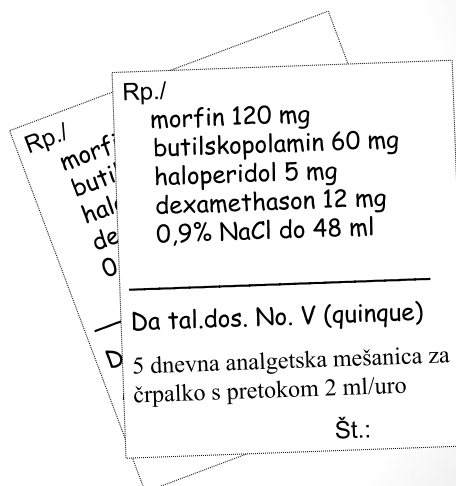 Rp./
morfin 120 mg
butilskopolamin 60 mg
haloperidol 5 mg
dexamethason 12 mg
0,9% NaCl do 48 ml
Da tal.dos. No. V (quinque)
5 dnevna analgetska mešanica za
črpalko s pretokom 2 ml/uro
Št.:
Rp./